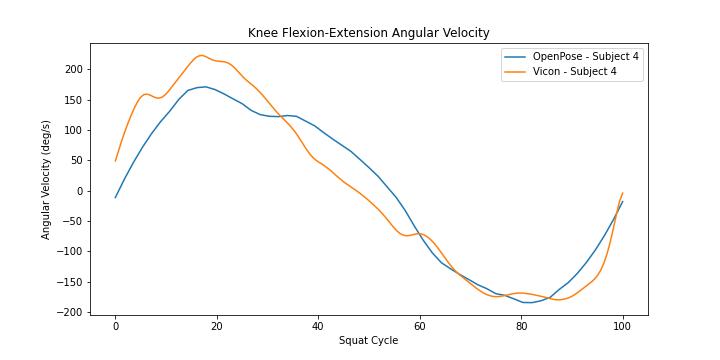 Knee Flexion-Extension Angular Velocity
OpenPose - Subject 4
Vicon - Subject 4
Angular Velocity (deg/s)
200
150
100
50
0
−50
−100
−150
−200
0 20 40 60 80 100
Squat Cycle